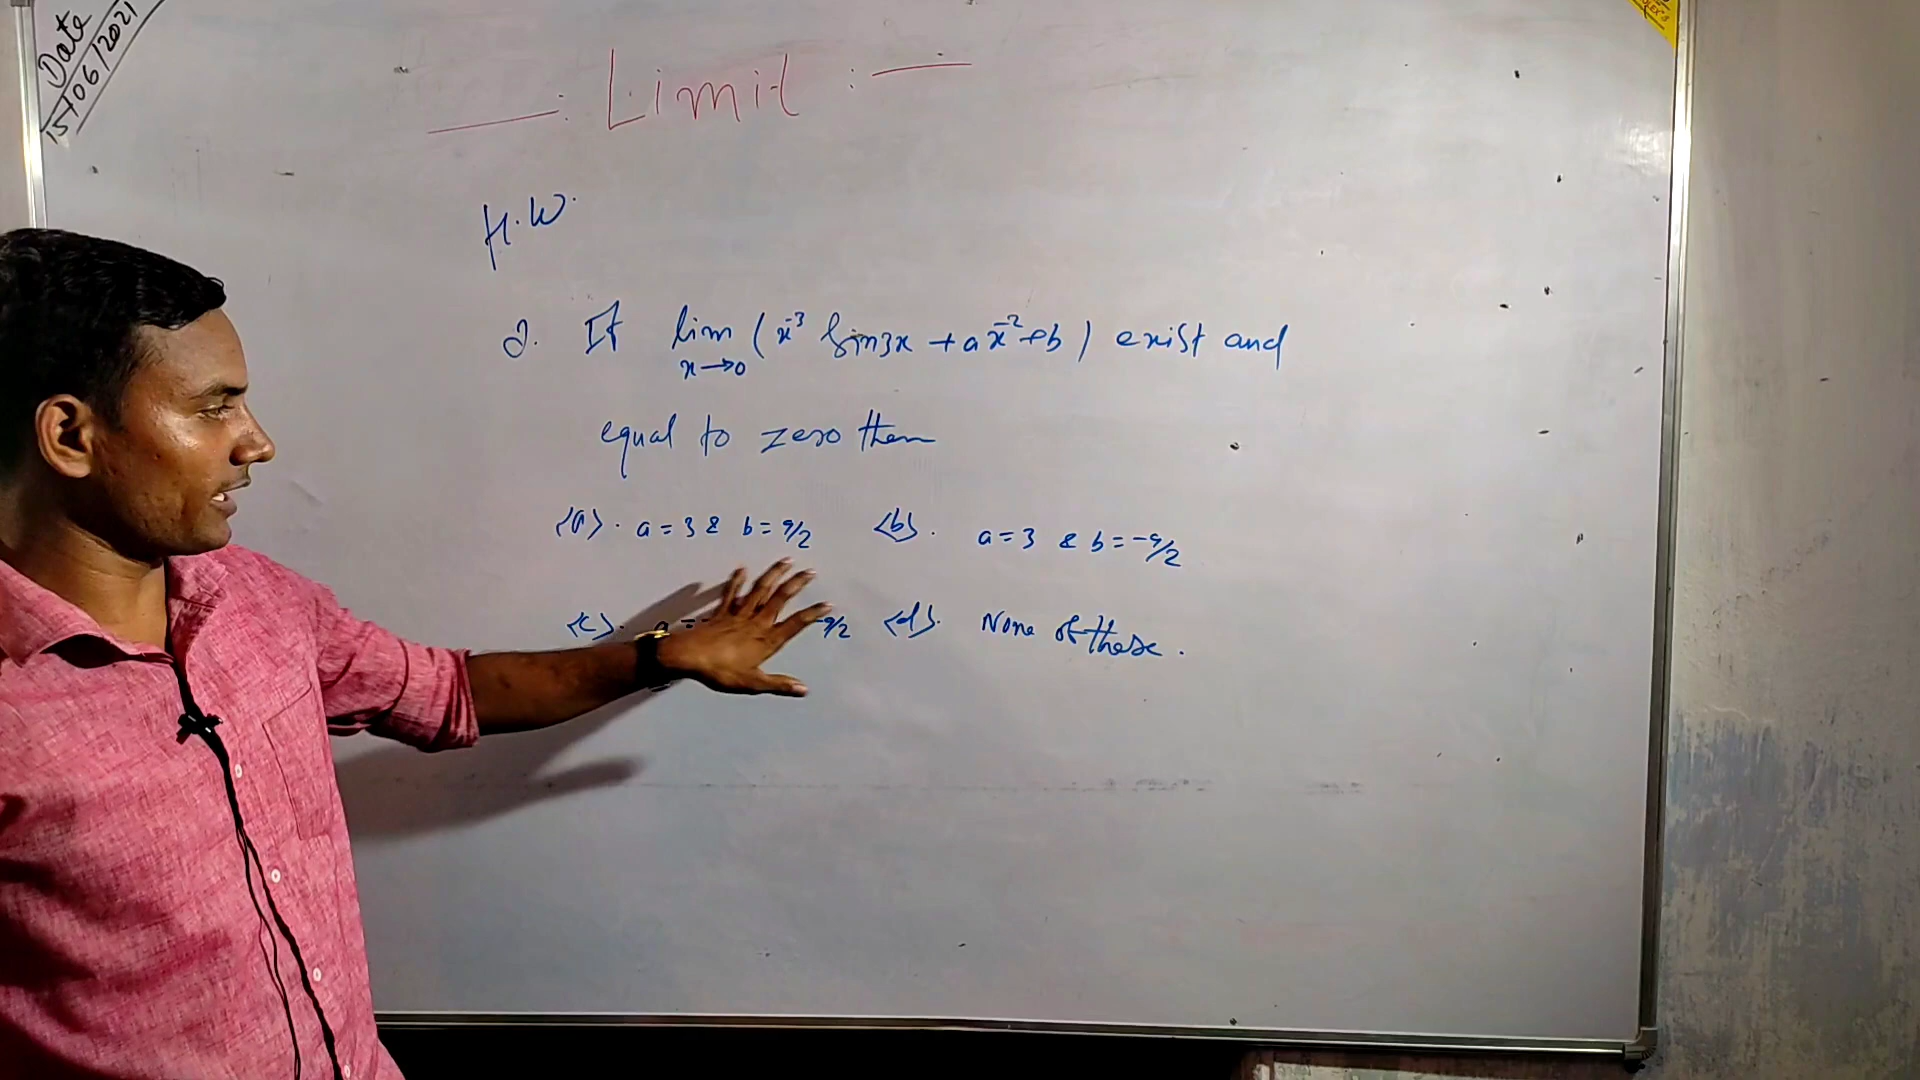 Date
15/06/2021
—: Limit :—
H.W.
2. If lim x→0 (x⁻³ sin3x + ax⁻² + b) exist and
equal to zero then
(a). a = 3 & b = 9/2 (b). a = 3 & b = -9/2
(c). a = -9/2 (d). None of these.